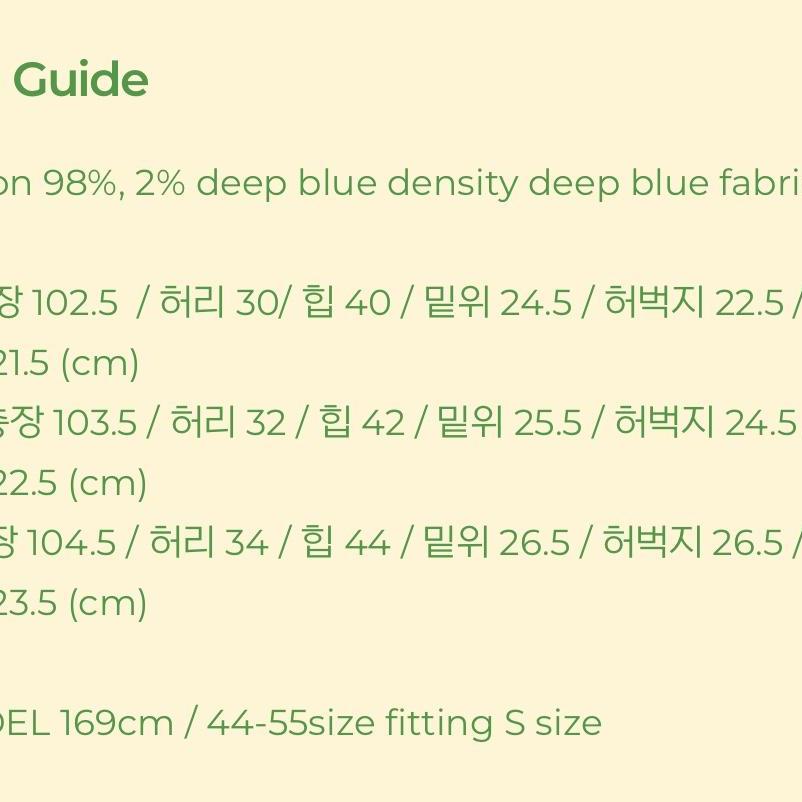 Guide
on 98%, 2% deep blue density deep blue fabri
장 102.5 / 허리 30/ 힙 40 / 밑위 24.5 / 허벅지 22.5 /
21.5 (cm)
총장 103.5 / 허리 32 / 힙 42 / 밑위 25.5 / 허벅지 24.5
22.5 (cm)
장 104.5 / 허리 34 / 힙 44 / 밑위 26.5 / 허벅지 26.5 /
23.5 (cm)
DEL 169cm / 44-55size fitting S size